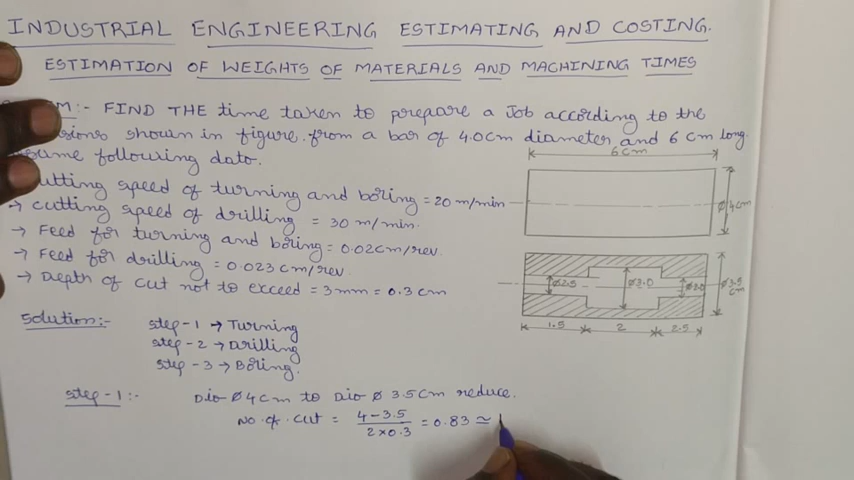 INDUSTRIAL ENGINEERING ESTIMATING AND COSTING.
ESTIMATION OF WEIGHTS OF MATERIALS AND MACHINING TIMES
M:- FIND THE time taken to prepare a Job according to the
sions shown in figure. from a bar of 4.0cm diameter and 6 cm long.
sume following data.
utting speed of turning and boring = 20 m/min
→ cutting speed of drilling = 30 m/min.
→ Feed for turning and boring = 0.02cm/rev.
→ Feed for drilling = 0.023 cm/rev.
→ Depth of cut not to exceed = 3mm = 0.3 cm
6cm
Ø4cm
Ø2.5
Ø3.0
Ø3.5 cm
1.5 2 2.5
Solution:-
step-1 → Turning
step-2 → Drilling
step-3 → Boring.
step-1:- Dia Ø4cm to Dia Ø 3.5cm reduce.
No. of. cut = 4-3.5 / 2×0.3 = 0.83 ≃